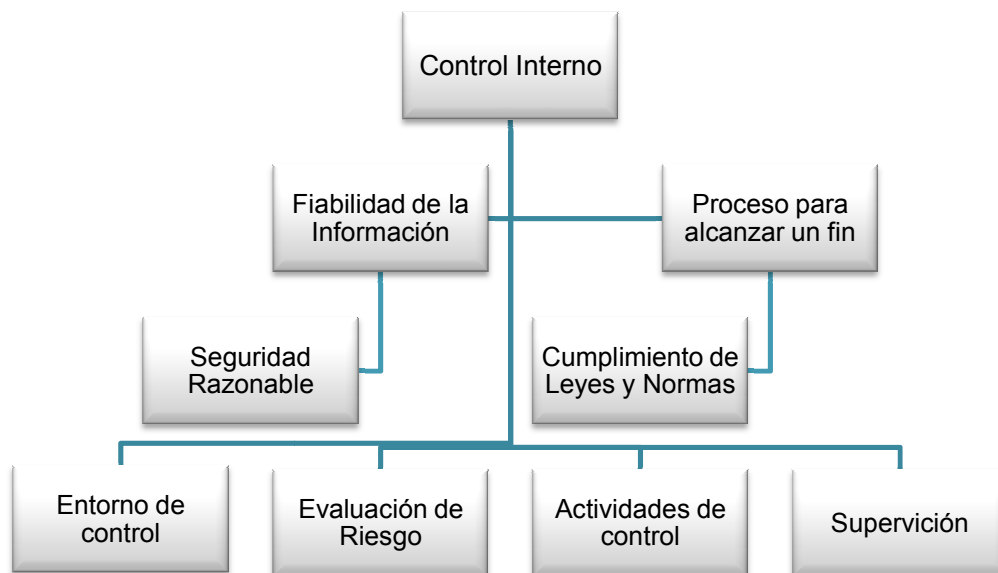 Control Interno
Fiabilidad de la
Información
Proceso para
alcanzar un fin
Seguridad
Razonable
Cumplimiento de
Leyes y Normas
Entorno de
control
Evaluación de
Riesgo
Actividades de
control
Supervición